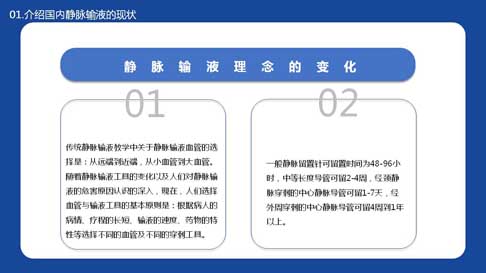 01.介绍国内静脉输液的现状
静脉输液理念的变化
01
02
传统静脉输液教学中关于静脉输液血管的选
择是：从远端到近端，从小血管到大血管。
随着静脉输液工具的变化以及人们对静脉输
液的危害原因认识的深入，现在，人们选择
血管与输液工具的基本原则是：根据病人的
病情、疗程的长短、输液的速度、药物的特
性等选择不同的血管及不同的穿刺工具。
一般静脉留置针可留置时间为48-96小
时，中等长度导管可留2-4周，经颈静
脉穿刺的中心静脉导管可留1-7天，经
外周穿刺的中心静脉导管可留4周到1年
以上。